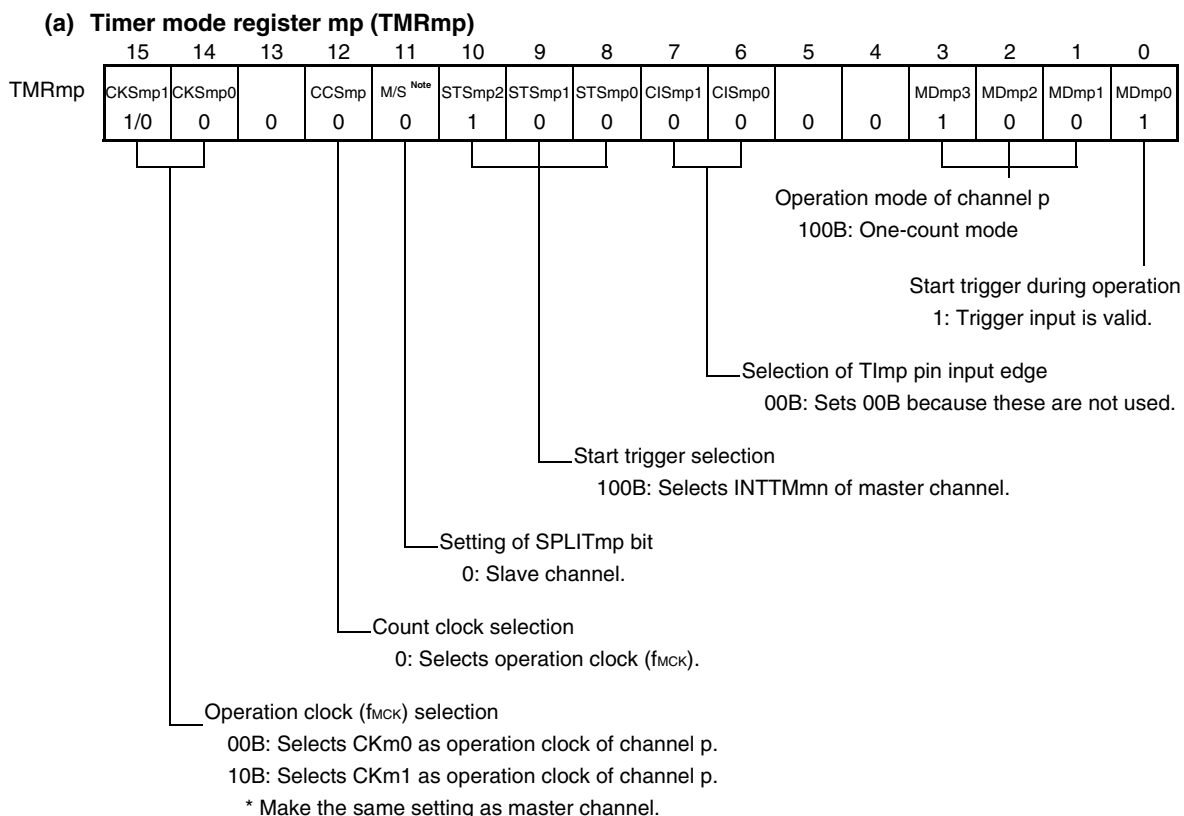 (a) Timer mode register mp (TMRmp)
15 14 13 12 11 10 9 8 7 6 5 4 3 2 1 0
TMRmp CKSmp1 CKSmp0 CCSmp M/S Note STSmp2 STSmp1 STSmp0 CISmp1 CISmp0 MDmp3 MDmp2 MDmp1 MDmp0
1/0 0 0 0 0 1 0 0 0 0 0 0 1 0 0 1
Operation mode of channel p
100B: One-count mode
Start trigger during operation
1: Trigger input is valid.
Selection of TImp pin input edge
00B: Sets 00B because these are not used.
Start trigger selection
100B: Selects INTTMmn of master channel.
Setting of SPLITmp bit
0: Slave channel.
Count clock selection
0: Selects operation clock (fMCK).
Operation clock (fMCK) selection
00B: Selects CKm0 as operation clock of channel p.
10B: Selects CKm1 as operation clock of channel p.
* Make the same setting as master channel.